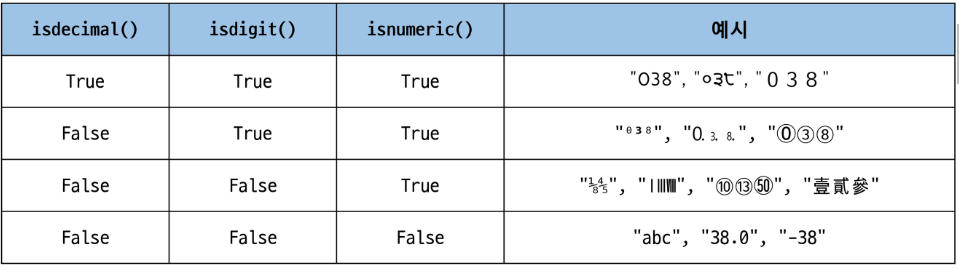 isdecimal() isdigit() isnumeric() 예시
True True True "038", "०३८", "０３８"
False True True "⁰³⁸", "🄀⒊⒏", "⓪③⑧"
False False True "⅛⅘", "ⅠⅢⅧ", "⑩⑬㊿", "壹貳參"
False False False "abc", "38.0", "-38"